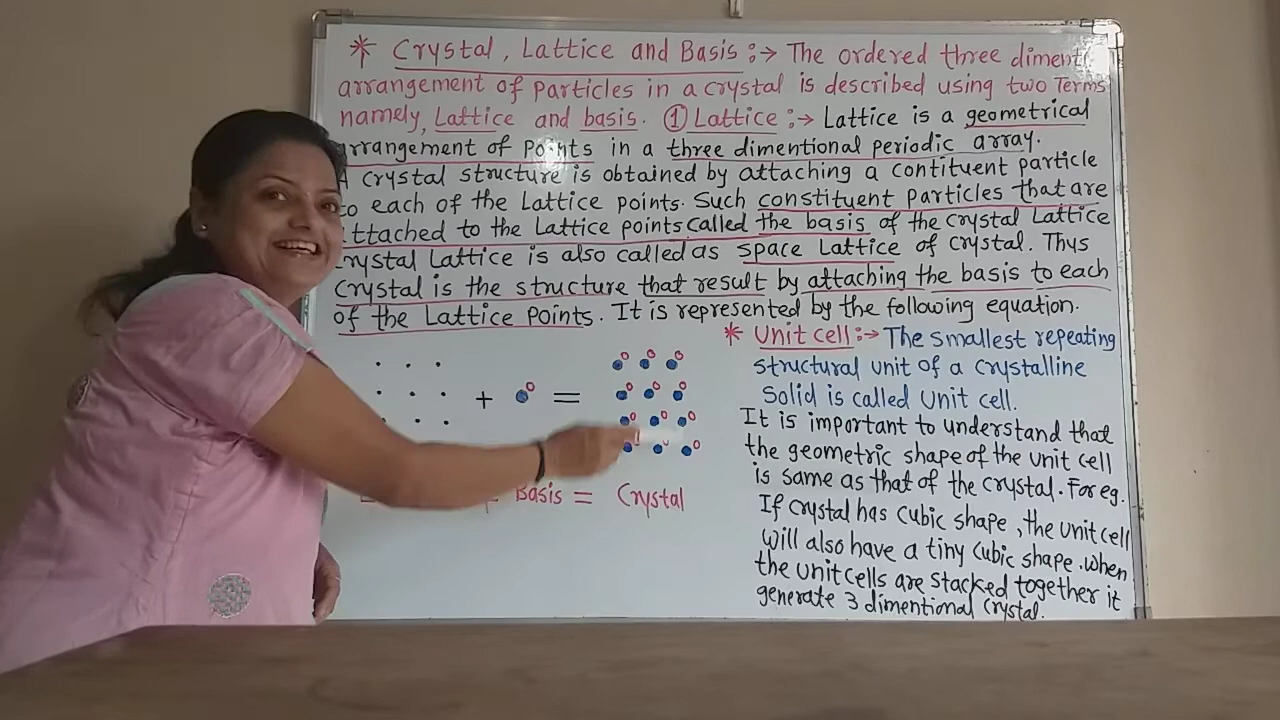 * Crystal, Lattice and Basis :→ The ordered three diment
arrangement of particles in a crystal is described using two Terms
namely, Lattice and basis. ① Lattice :→ Lattice is a geometrical
rrangement of points in a three dimentional periodic array.
crystal structure is obtained by attaching a contituent particle
to each of the Lattice points. Such constituent particles that are
ttached to the Lattice points called the basis of the crystal Lattice
rystal Lattice is also called as space Lattice of crystal. Thus
Crystal is the structure that result by attaching the basis to each
of the Lattice points. It is represented by the following equation.
+ =
Basis = Crystal
* Unit cell :→ The smallest repeating
structural unit of a crystalline
Solid is called Unit cell.
It is important to understand that
the geometric shape of the unit cell
is same as that of the crystal. For eg.
If crystal has cubic shape, the unit cell
will also have a tiny cubic shape. When
the unit cells are stacked together it
generate 3 dimentional crystal.